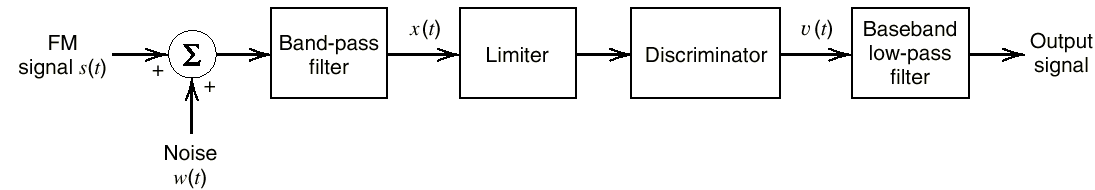 FM
signal s(t)
+
Σ
+
Noise
w(t)
Band-pass
filter
x(t)
Limiter
Discriminator
v(t)
Baseband
low-pass
filter
Output
signal